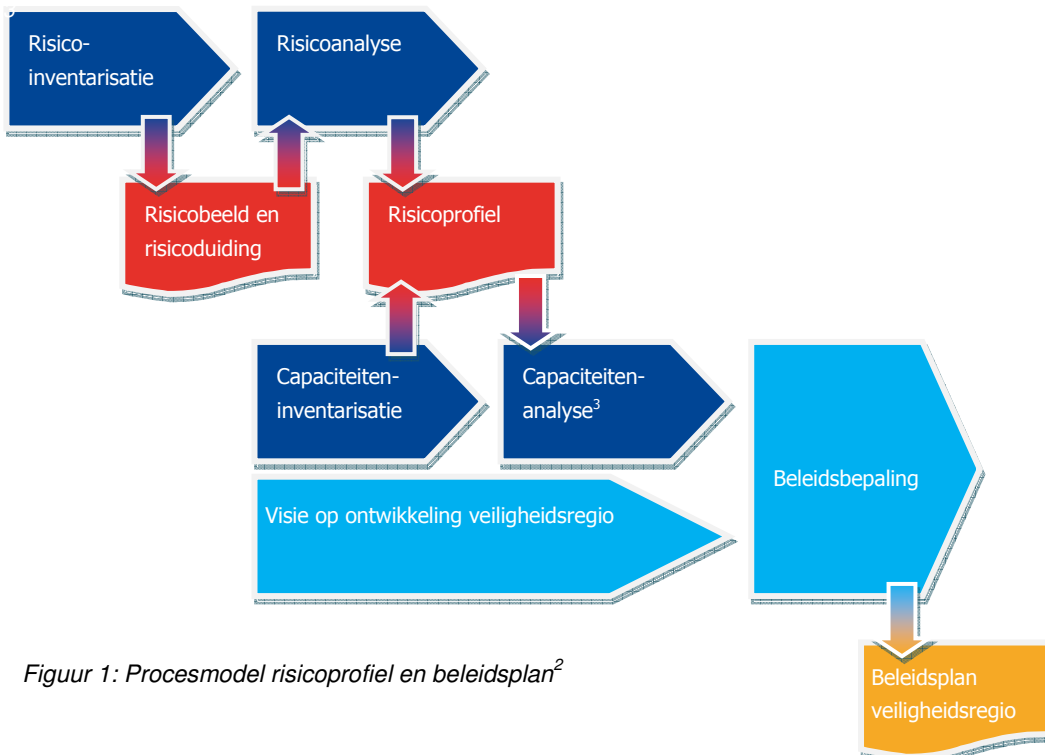 Risico-
inventarisatie
Risicoanalyse
Risicobeeld en
risicoduiding
Risicoprofiel
Capaciteiten-
inventarisatie
Capaciteiten-
analyse³
Visie op ontwikkeling veiligheidsregio
Beleidsbepaling
Beleidsplan
veiligheidsregio
Figuur 1: Procesmodel risicoprofiel en beleidsplan²